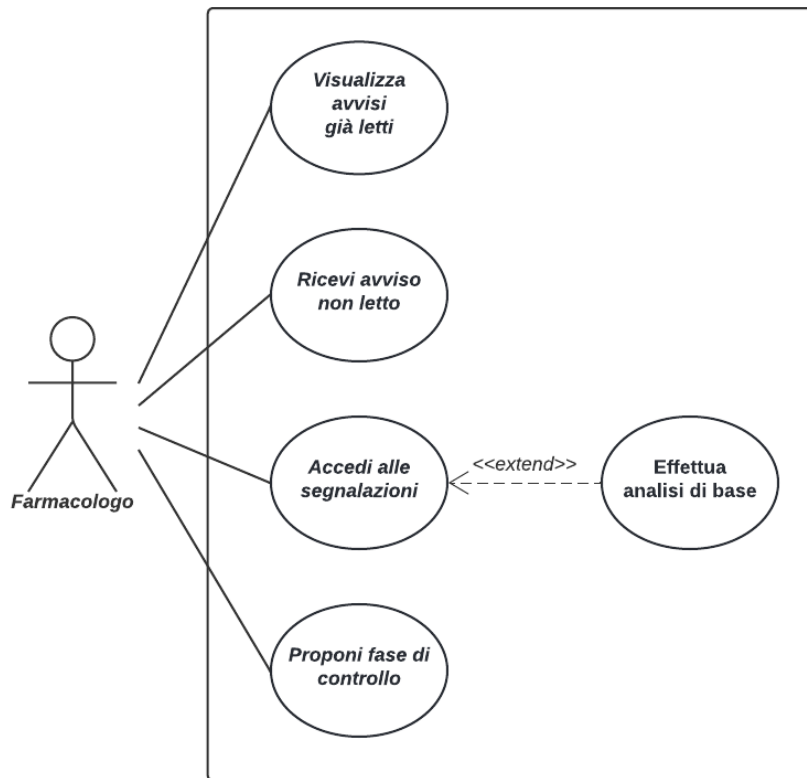 Visualizza
avvisi
già letti
Ricevi avviso
non letto
Accedi alle
segnalazioni
<<extend>>
Effettua
analisi di base
Farmacologo
Proponi fase di
controllo